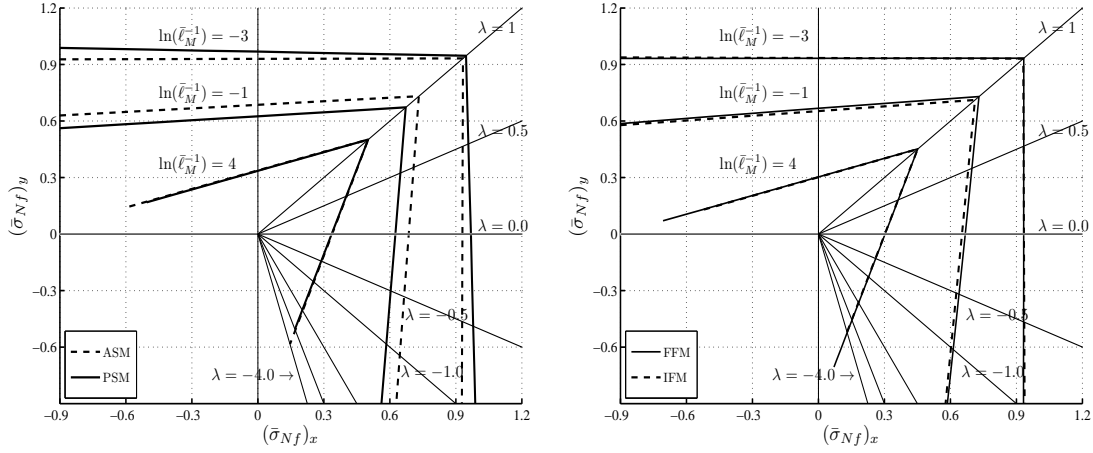 1.2
0.9
0.6
0.3
0
−0.3
−0.6
−0.9 −0.6 −0.3 0 0.3 0.6 0.9 1.2
(σ̄_Nf)_x
(σ̄_Nf)_y
ln(ℓ̄_M^−1) = −3
ln(ℓ̄_M^−1) = −1
ln(ℓ̄_M^−1) = 4
λ = 1
λ = 0.5
λ = 0.0
λ = −0.5
λ = −1.0
λ = −4.0 →
ASM
PSM
1.2
0.9
0.6
0.3
0
−0.3
−0.6
−0.9 −0.6 −0.3 0 0.3 0.6 0.9 1.2
(σ̄_Nf)_x
(σ̄_Nf)_y
ln(ℓ̄_M^−1) = −3
ln(ℓ̄_M^−1) = −1
ln(ℓ̄_M^−1) = 4
λ = 1
λ = 0.5
λ = 0.0
λ = −0.5
λ = −1.0
λ = −4.0 →
FFM
IFM